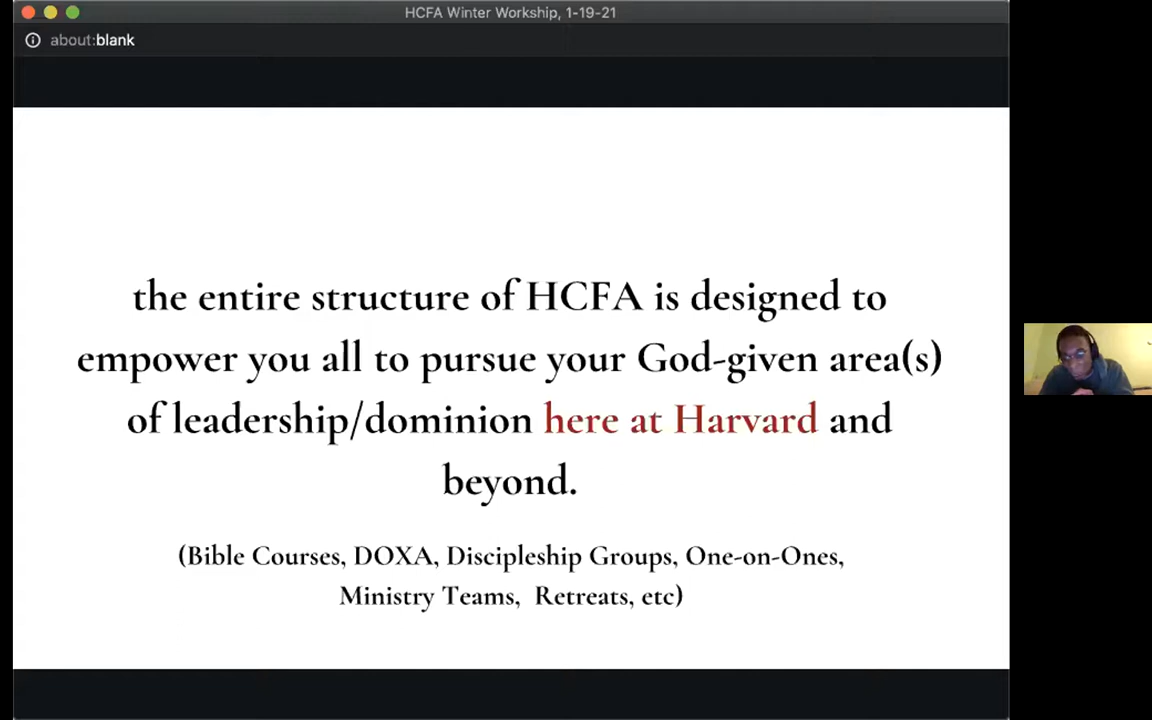 HCFA Winter Workship, 1-19-21
about:blank
the entire structure of HCFA is designed to
empower you all to pursue your God-given area(s)
of leadership/dominion here at Harvard and
beyond.
(Bible Courses, DOXA, Discipleship Groups, One-on-Ones,
Ministry Teams, Retreats, etc)